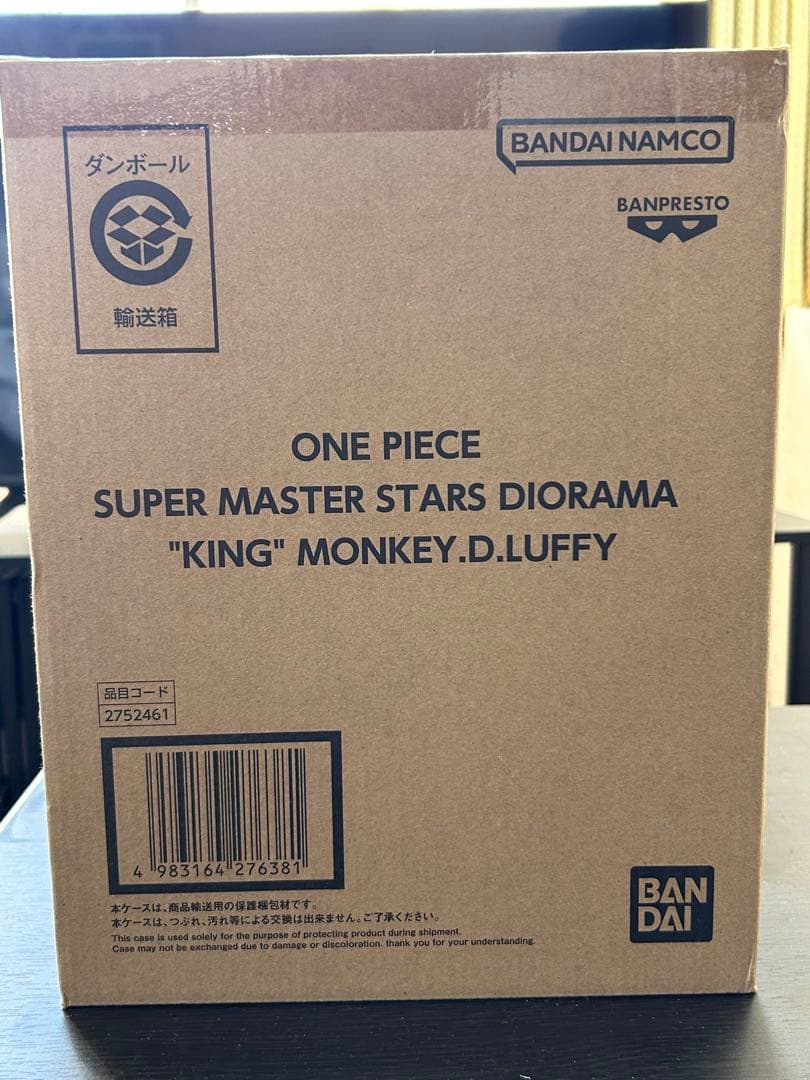 ダンボール
輸送箱
BANDAI NAMCO
BANPRESTO
ONE PIECE
SUPER MASTER STARS DIORAMA
"KING" MONKEY.D.LUFFY
品目コード
2752461
4 983164 276381
本ケースは、商品輸送用の保護梱包材です。
本ケースは、つぶれ、汚れ等による交換は出来ません。ご了承ください。
This case is used solely for the purpose of protecting product during shipment.
Case may not be exchanged due to damage or discoloration. thank you for your understanding.
BAN
DAI